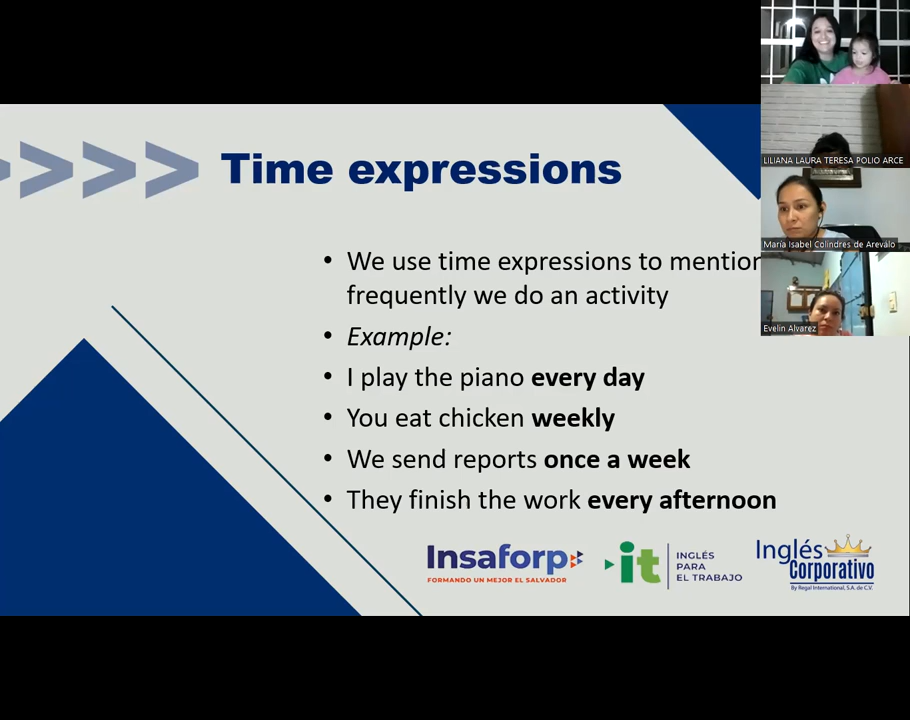 Time expressions
• We use time expressions to mention
frequently we do an activity
• Example:
• I play the piano every day
• You eat chicken weekly
• We send reports once a week
• They finish the work every afternoon
Insaforp
FORMANDO UN MEJOR EL SALVADOR
it
INGLÉS
PARA
EL TRABAJO
Inglés
Corporativo
By Regal International, S.A. de C.V.
LILIANA LAURA TERESA POLIO ARCE
María Isabel Colindres de Areválo
Evelin Alvarez